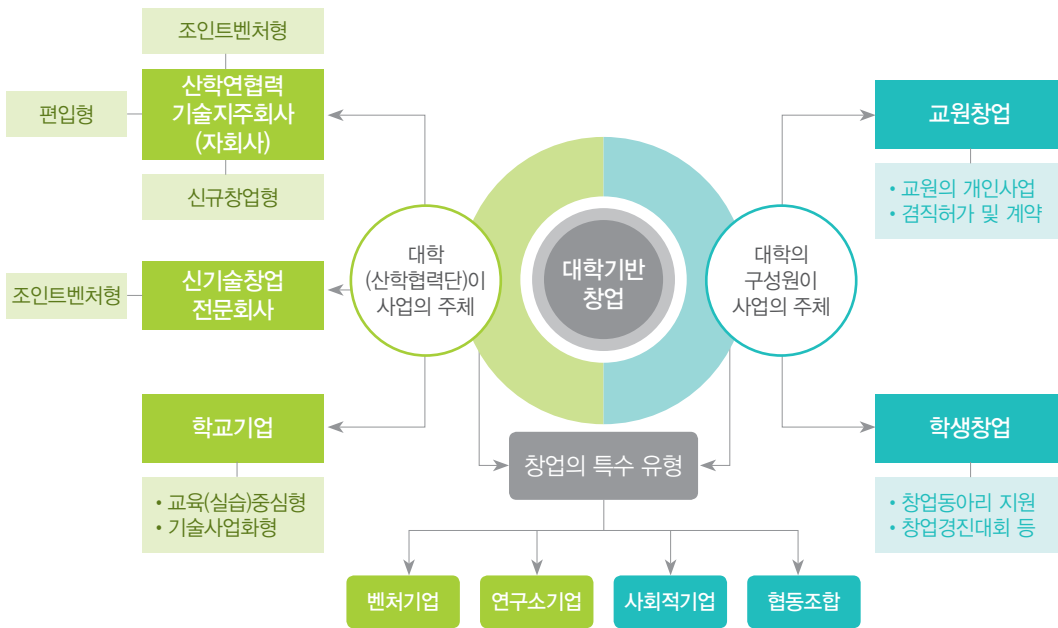 조인트벤처형
산학연협력
기술지주회사
(자회사)
편입형
신규창업형
조인트벤처형
신기술창업
전문회사
학교기업
• 교육(실습)중심형
• 기술사업화형
대학
(산학협력단)이
사업의 주체
대학기반
창업
대학의
구성원이
사업의 주체
교원창업
• 교원의 개인사업
• 겸직허가 및 계약
학생창업
• 창업동아리 지원
• 창업경진대회 등
창업의 특수 유형
벤처기업
연구소기업
사회적기업
협동조합